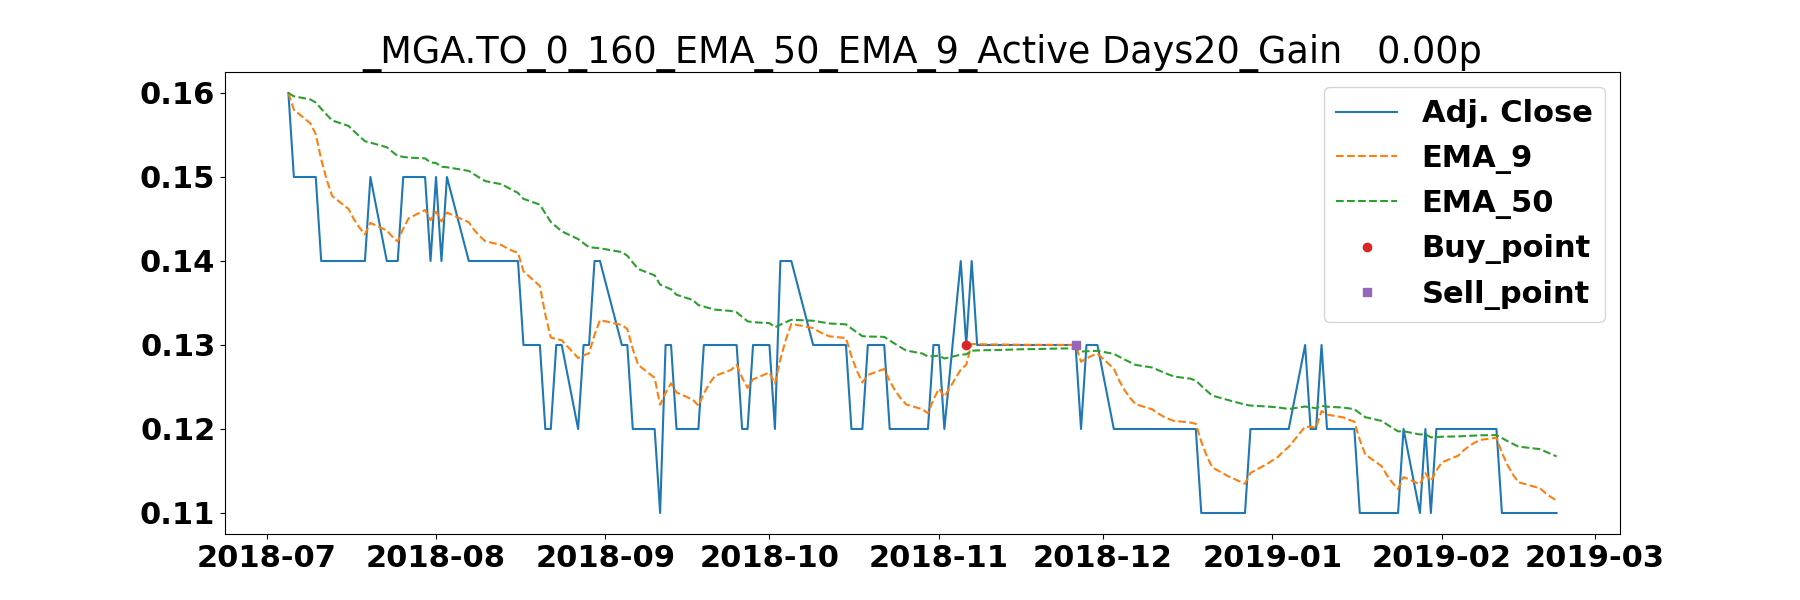 _MGA.TO_0_160_EMA_50_EMA_9_Active Days20_Gain   0.00p
0.16
0.15
0.14
0.13
0.12
0.11
Adj. Close
EMA_9
EMA_50
Buy_point
Sell_point
2018-07 2018-08 2018-09 2018-10 2018-11 2018-12 2019-01 2019-02 2019-03